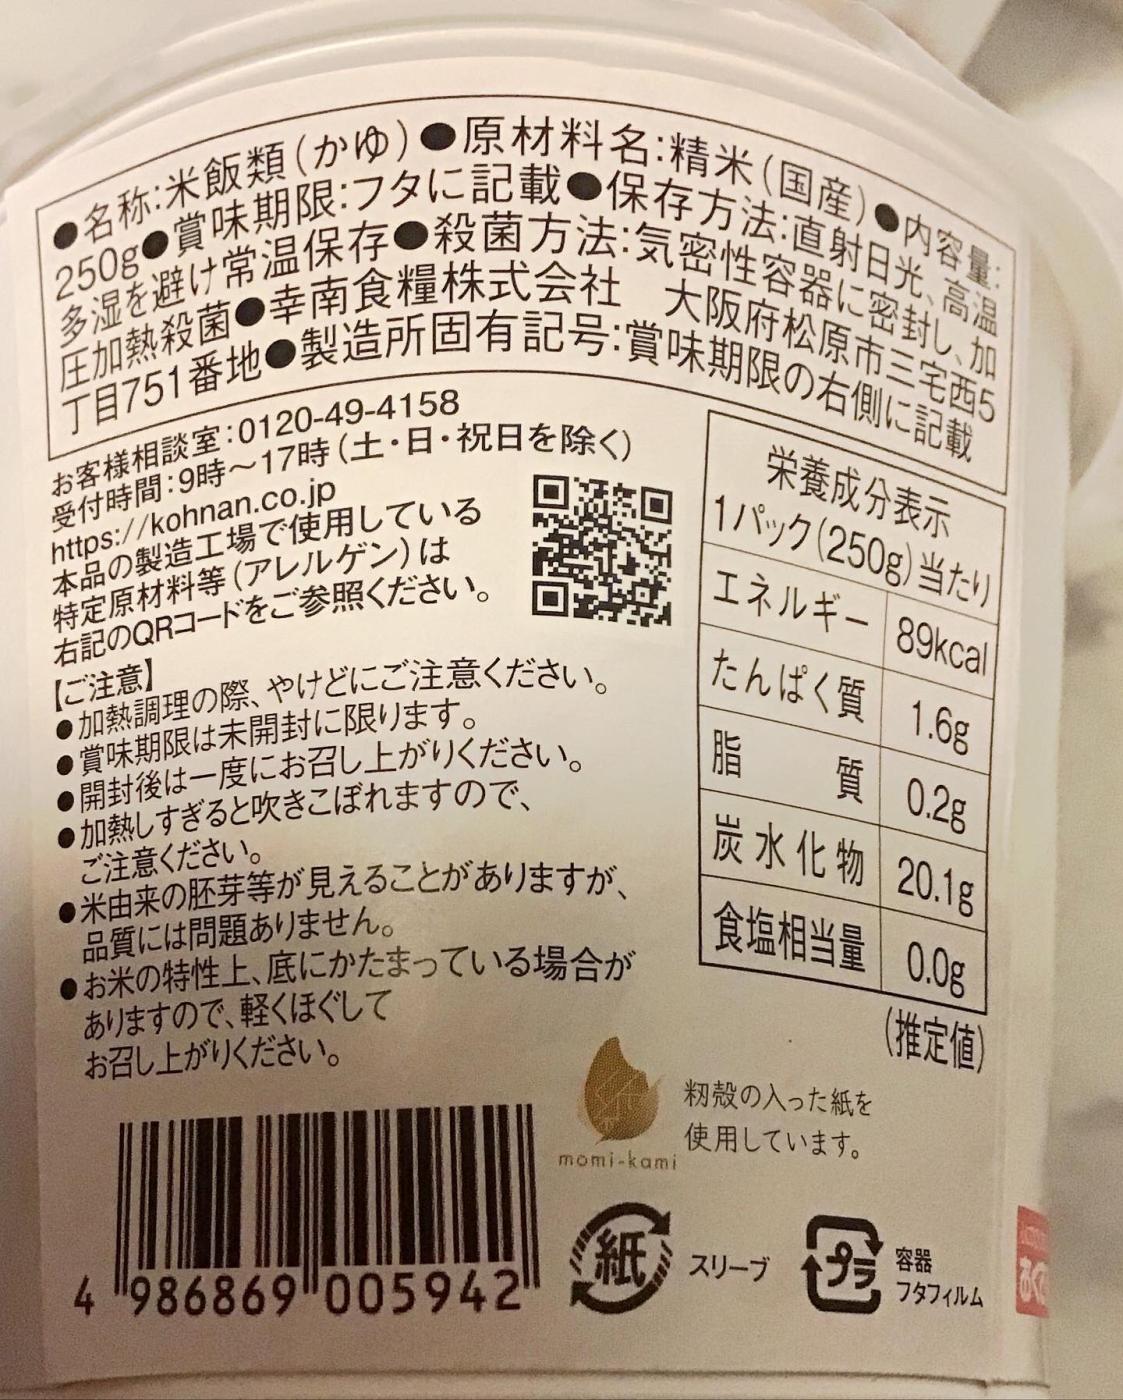 ●名称:米飯類(かゆ)●原材料名:精米(国産)●内容量:
250g●賞味期限:フタに記載●保存方法:直射日光、高温
多湿を避け常温保存●殺菌方法:気密性容器に密封し、加
圧加熱殺菌●幸南食糧株式会社 大阪府松原市三宅西5
丁目751番地●製造所固有記号:賞味期限の右側に記載
お客様相談室:0120-49-4158
受付時間:9時～17時(土・日・祝日を除く)
https://kohnan.co.jp
本品の製造工場で使用している
特定原材料等(アレルゲン)は
右記のQRコードをご参照ください。
【ご注意】
●加熱調理の際、やけどにご注意ください。
●賞味期限は未開封に限ります。
●開封後は一度にお召し上がりください。
●加熱しすぎると吹きこぼれますので、
ご注意ください。
●米由来の胚芽等が見えることがありますが、
品質には問題ありません。
●お米の特性上、底にかたまっている場合が
ありますので、軽くほぐして
お召し上がりください。
栄養成分表示
1パック(250g)当たり
エネルギー 89kcal
たんぱく質 1.6g
脂質 0.2g
炭水化物 20.1g
食塩相当量 0.0g
(推定値)
momi-kami
籾殻の入った紙を
使用しています。
4 986869 005942
紙 スリーブ
プラ 容器
フタフィルム